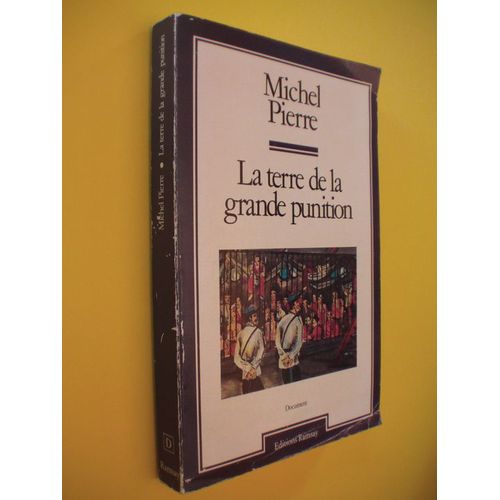 Michel
Pierre
La terre de la
grande punition
Document
Editions Ramsay
Michel Pierre • La terre de la grande punition
D
Ramsay